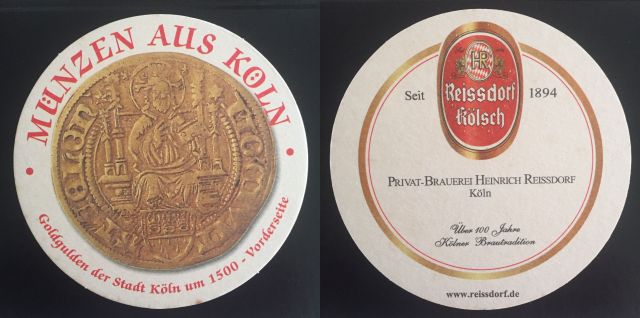 MÜNZEN AUS KÖLN
Goldgulden der Stadt Köln um 1500 - Vorderseite
HR
Reissdorf
Kölsch
Seit 1894
PRIVAT-BRAUEREI HEINRICH REISSDORF
Köln
Über 100 Jahre
Kölner Brautradition
www.reissdorf.de